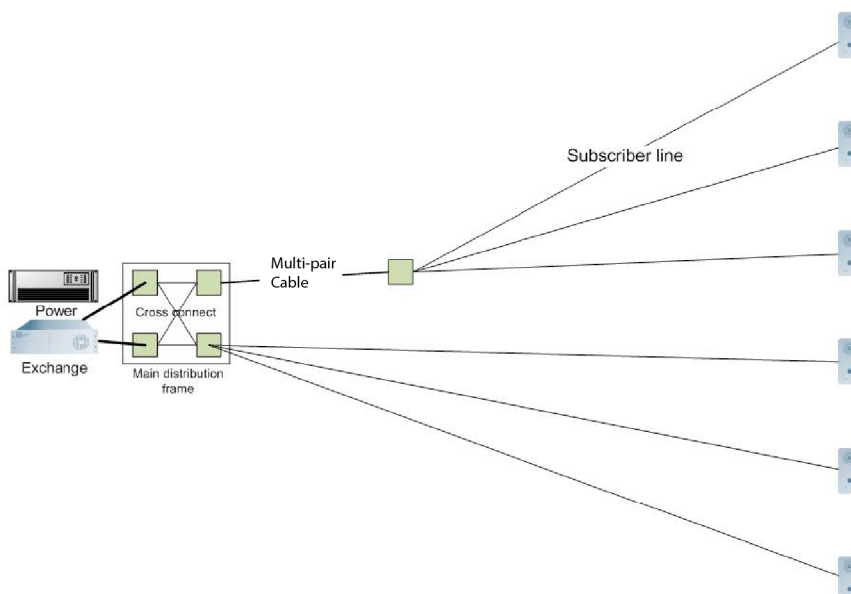 Subscriber line
Multi-pair
Cable
Power
Cross connect
Exchange
Main distribution
frame